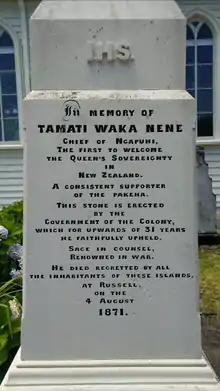 IHS
In memory of
TAMATI WAKA NENE
Chief of Ngapuhi,
The first to welcome
the Queen's Sovereignty
in
New Zealand.
A consistent supporter
of the pakeha.
This stone is erected
by the
Government of the Colony,
which for upwards of 31 years
he faithfully upheld.
Sage in counsel,
Renowned in war.
He died regretted by all
the inhabitants of these islands,
at Russell,
on the
4 August
1871.